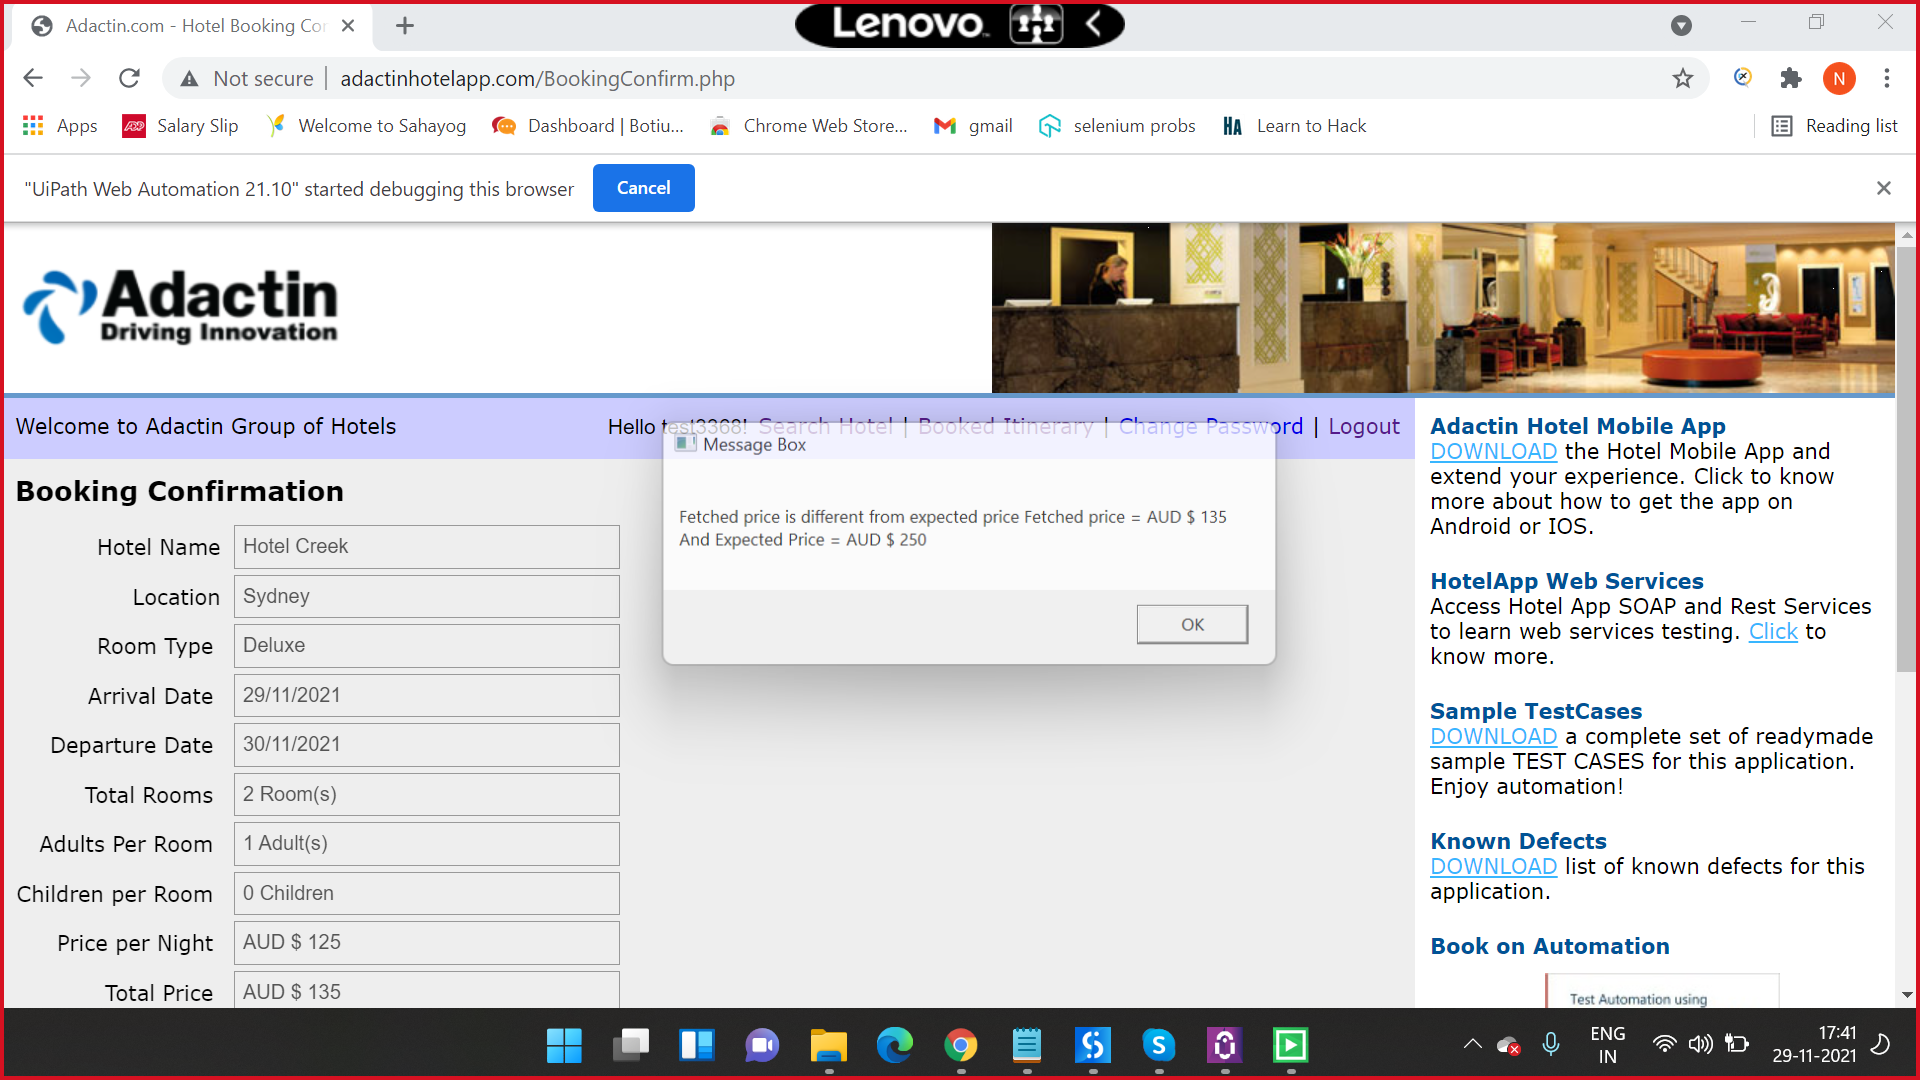 Adactin.com - Hotel Booking Cor
Lenovo
Not secure | adactinhotelapp.com/BookingConfirm.php
N
Apps
ADP
Salary Slip
Welcome to Sahayog
Dashboard | Botiu...
Chrome Web Store...
gmail
selenium probs
HA
Learn to Hack
Reading list
"UiPath Web Automation 21.10" started debugging this browser
Cancel
Adactin
Driving Innovation
Welcome to Adactin Group of Hotels
Hello test3368! Search Hotel | Booked Itinerary | Change Password | Logout
Message Box
Fetched price is different from expected price Fetched price = AUD $ 135
And Expected Price = AUD $ 250
OK
Booking Confirmation
Hotel Name Hotel Creek
Location Sydney
Room Type Deluxe
Arrival Date 29/11/2021
Departure Date 30/11/2021
Total Rooms 2 Room(s)
Adults Per Room 1 Adult(s)
Children per Room 0 Children
Price per Night AUD $ 125
Total Price AUD $ 135
Adactin Hotel Mobile App
DOWNLOAD the Hotel Mobile App and
extend your experience. Click to know
more about how to get the app on
Android or IOS.
HotelApp Web Services
Access Hotel App SOAP and Rest Services
to learn web services testing. Click to
know more.
Sample TestCases
DOWNLOAD a complete set of readymade
sample TEST CASES for this application.
Enjoy automation!
Known Defects
DOWNLOAD list of known defects for this
application.
Book on Automation
Test Automation using
ENG
IN
17:41
29-11-2021